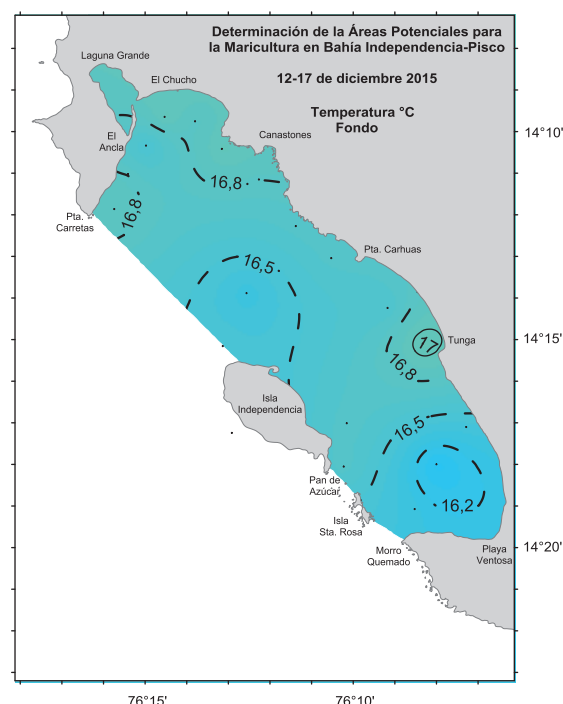 Determinación de la Áreas Potenciales para
la Maricultura en Bahía Independencia-Pisco
12-17 de diciembre 2015
Temperatura °C
Fondo
Laguna Grande
El Chucho
El
Ancla
Canastones
14°10'
16,8
16,8
Pta.
Carretas
Pta. Carhuas
16,5
14°15'
17
Tunga
16,8
Isla
Independencia
16,5
Pan de
Azúcar
16,2
Isla
Sta. Rosa
Morro
Quemado
Playa
Ventosa
14°20'
76°15'
76°10'